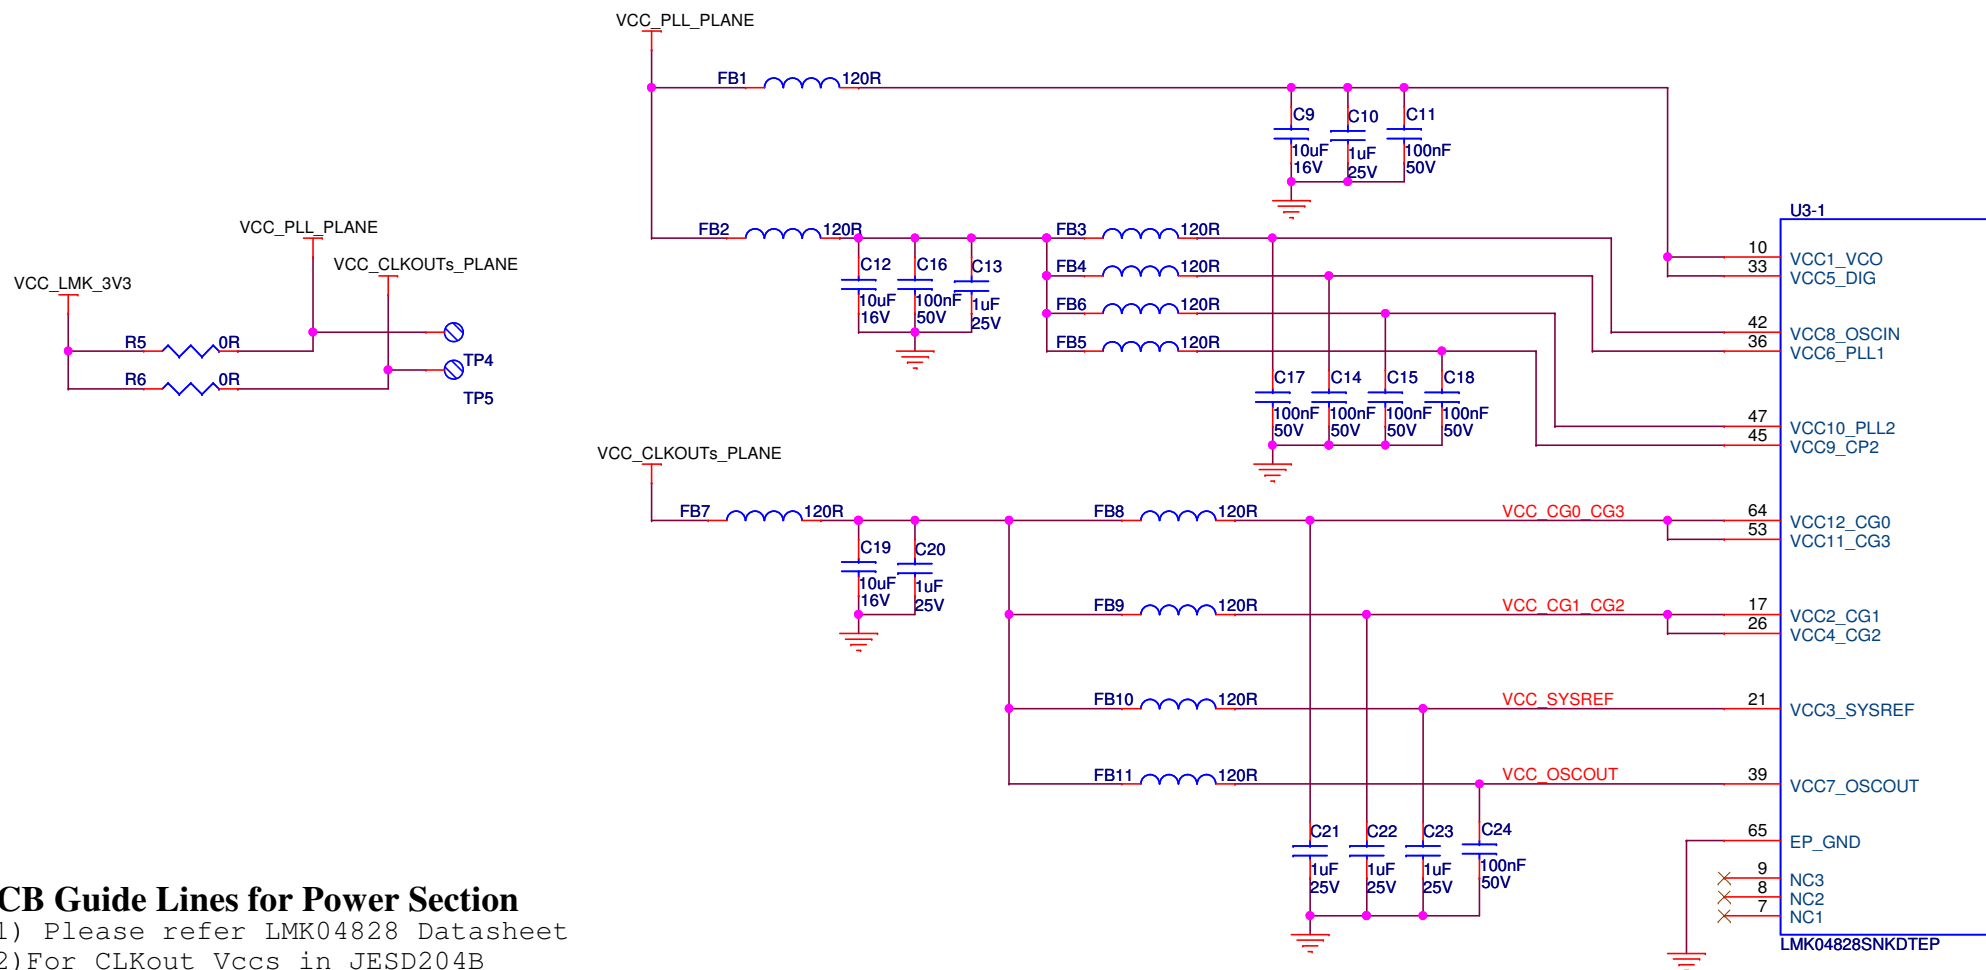 VCC_PLL_PLANE
FB1 120R
C9 10uF 16V
C10 1uF 25V
C11 100nF 50V
VCC_PLL_PLANE
VCC_CLKOUTs_PLANE
VCC_LMK_3V3
R5 0R
R6 0R
TP4
TP5
FB2 120R
C12 10uF 16V
C16 100nF 50V
C13 1uF 25V
FB3 120R
FB4 120R
FB6 120R
FB5 120R
C17 100nF 50V
C14 100nF 50V
C15 100nF 50V
C18 100nF 50V
VCC_CLKOUTs_PLANE
FB7 120R
C19 10uF 16V
C20 1uF 25V
FB8 120R VCC_CG0_CG3
FB9 120R VCC_CG1_CG2
FB10 120R VCC_SYSREF
FB11 120R VCC_OSCOUT
C21 1uF 25V
C22 1uF 25V
C23 1uF 25V
C24 100nF 50V
U3-1
10 VCC1_VCO
33 VCC5_DIG
42 VCC8_OSCIN
36 VCC6_PLL1
47 VCC10_PLL2
45 VCC9_CP2
64 VCC12_CG0
53 VCC11_CG3
17 VCC2_CG1
26 VCC4_CG2
21 VCC3_SYSREF
39 VCC7_OSCOUT
65 EP_GND
9 NC3
8 NC2
7 NC1
LMK04828SNKDTEP
CB Guide Lines for Power Section
1) Please refer LMK04828 Datasheet
2)For CLKout Vccs in JESD204B